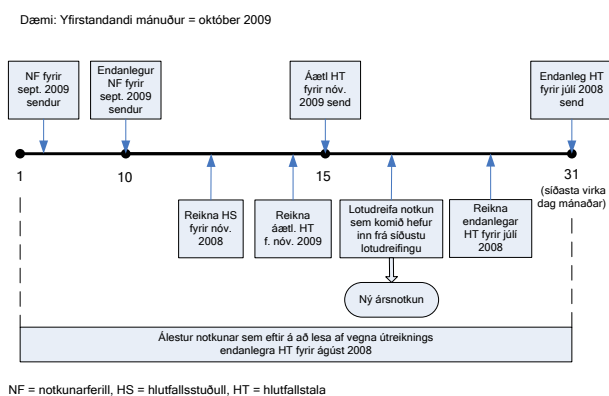 Dæmi: Yfirstandandi mánuður = október 2009
NF fyrir
sept. 2009
sendur
Endanlegur
NF fyrir
sept. 2009
sendur
Áætl HT
fyrir nóv.
2009 send
Endanleg HT
fyrir júlí 2008
send
1
10
15
31
(síðasta virka
dag mánaðar)
Reikna HS
fyrir nóv.
2008
Reikna
áætl. HT
f. nóv. 2009
Lotudreifa notkun
sem komið hefur
inn frá síðustu
lotudreifingu
Reikna
endanlegar
HT fyrir júlí
2008
Ný ársnotkun
Álestur notkunar sem eftir á að lesa af vegna útreiknings
endanlegra HT fyrir ágúst 2008
NF = notkunarferill, HS = hlutfallsstuðull, HT = hlutfallstala